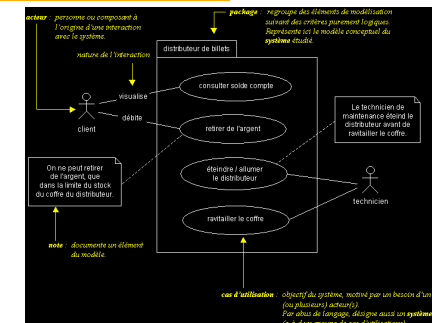 acteur : personne ou composant à
l'origine d'une interaction
avec le système.
package : regroupe des éléments de modélisation
suivant des critères purement logiques.
Représente ici le modèle conceptuel du
système étudié.
nature de l'interaction
distributeur de billets
visualise
consulter solde compte
client
débite
retirer de l'argent
Le technicien de
maintenance éteind le
distributeur avant de
ravitailler le coffre.
On ne peut retirer
de l'argent, que
dans la limite du stock
du coffre du distributeur.
éteindre / allumer
le distributeur
technicien
ravitailler le coffre
note : documente un élément
du modèle.
cas d'utilisation : objectif du système, motivé par un besoin d'un
(ou plusieurs) acteur(s).
Par abus de langage, désigne aussi un système